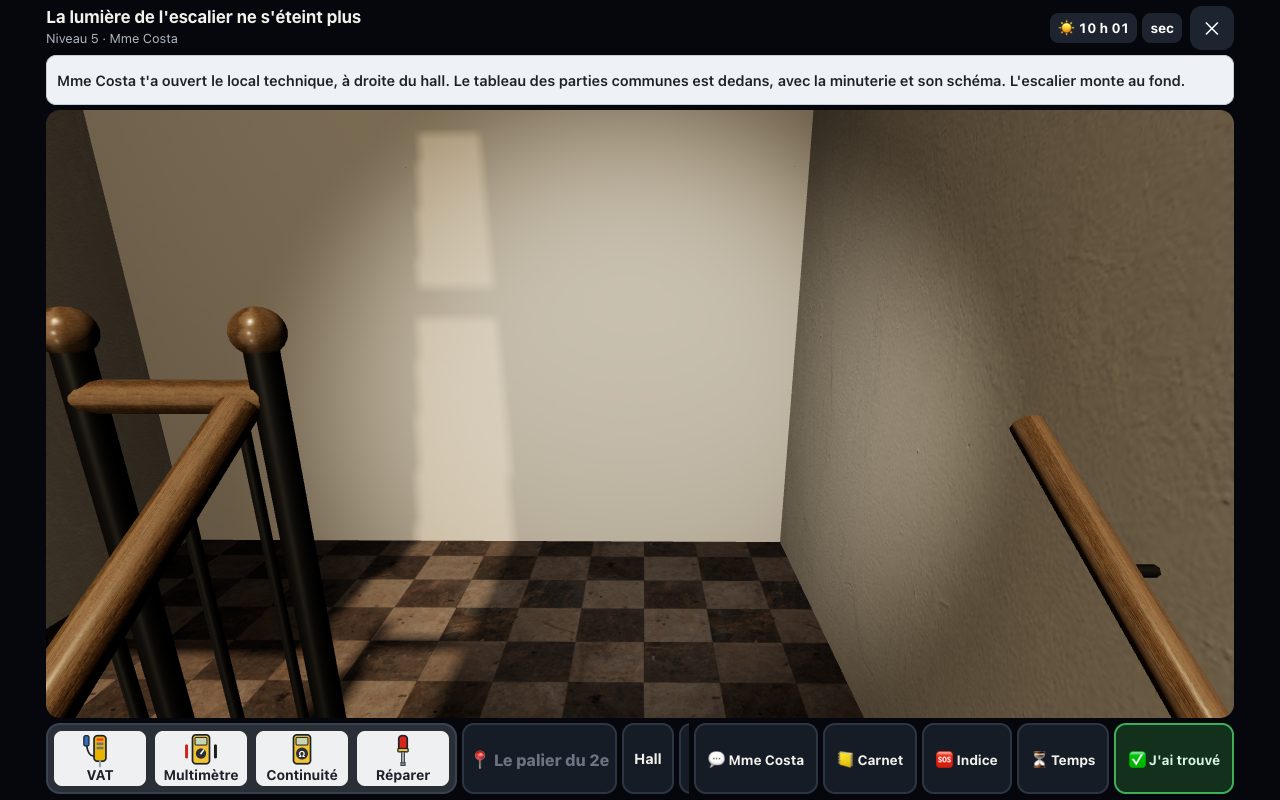 La lumière de l'escalier ne s'éteint plus
Niveau 5 · Mme Costa
☀️ 10 h 01
sec
Mme Costa t'a ouvert le local technique, à droite du hall. Le tableau des parties communes est dedans, avec la minuterie et son schéma. L'escalier monte au fond.
VAT
Multimètre
Ω
Continuité
Réparer
📍 Le palier du 2e
Hall
💬 Mme Costa
📒 Carnet
🆘 Indice
⏳ Temps
✅ J'ai trouvé